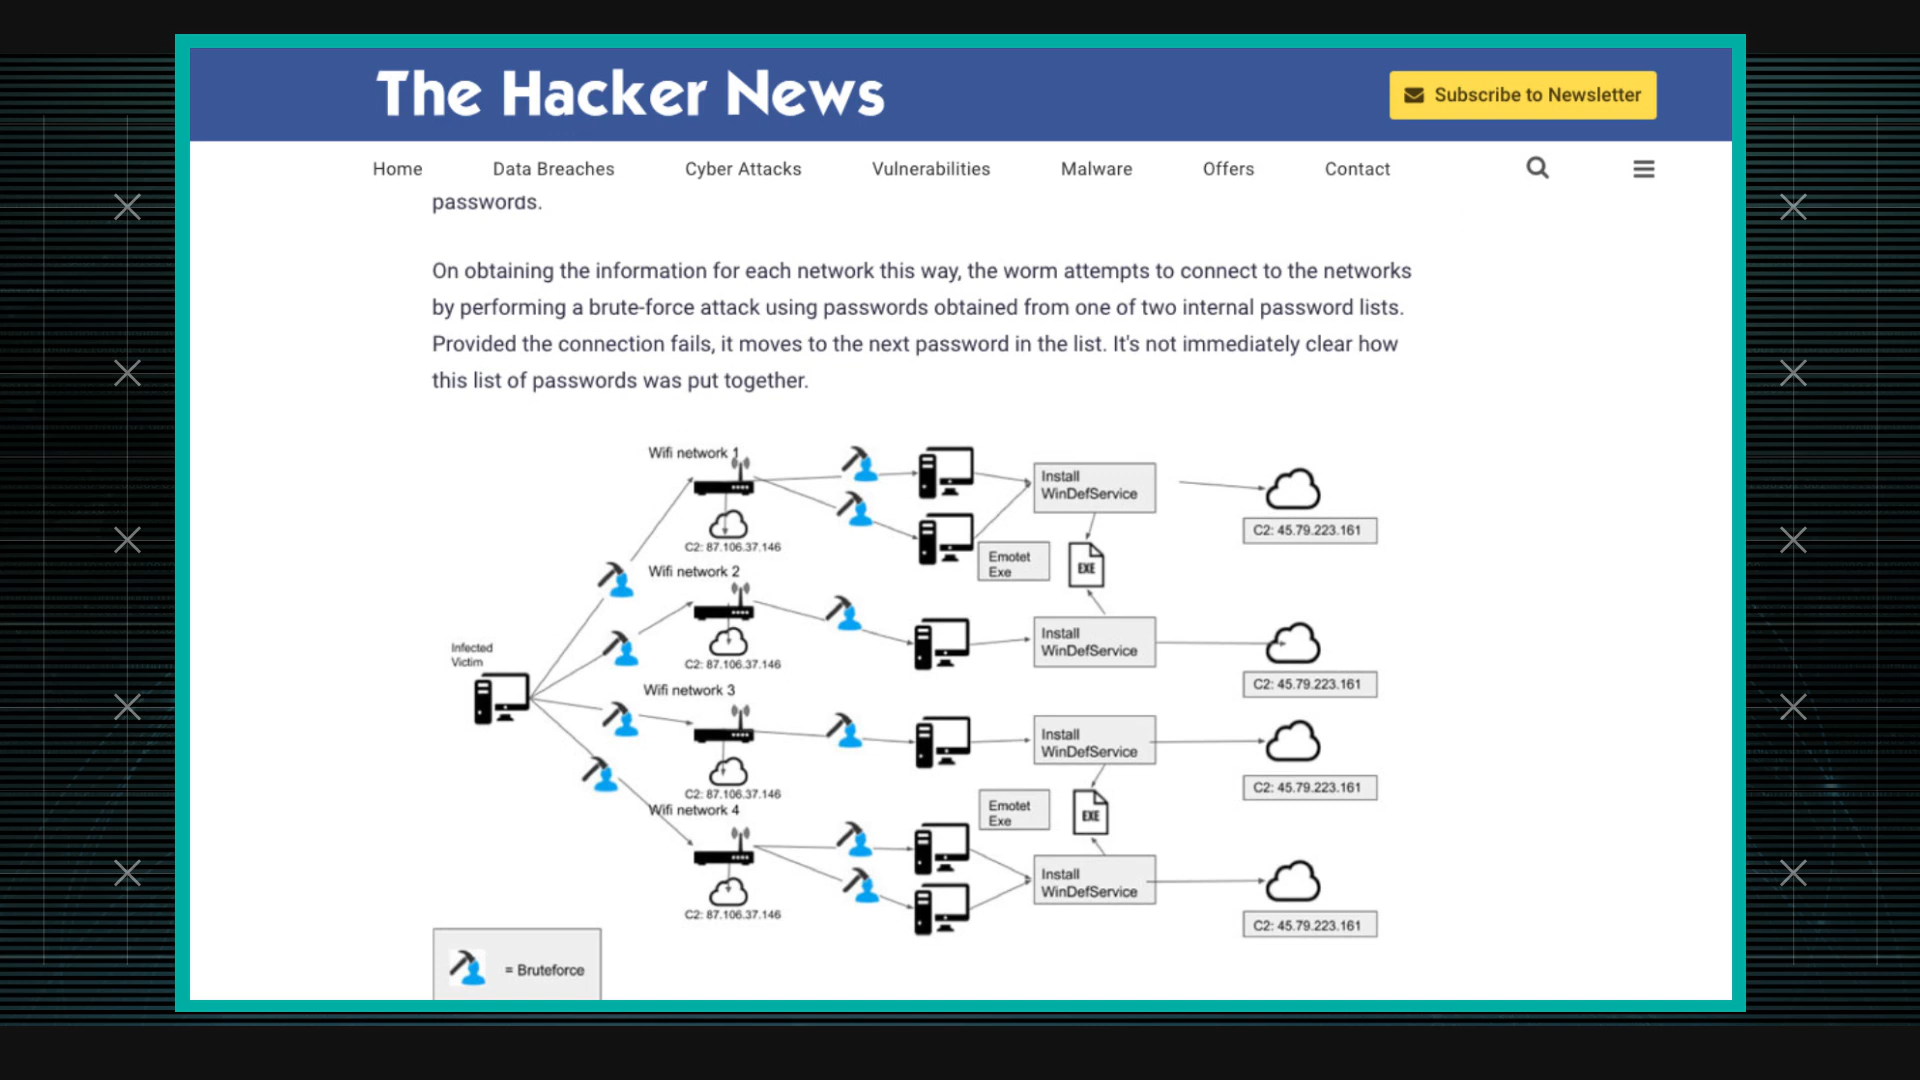 The Hacker News
Subscribe to Newsletter
Home Data Breaches Cyber Attacks Vulnerabilities Malware Offers Contact
passwords.
On obtaining the information for each network this way, the worm attempts to connect to the networks
by performing a brute-force attack using passwords obtained from one of two internal password lists.
Provided the connection fails, it moves to the next password in the list. It's not immediately clear how
this list of passwords was put together.
Wifi network 1
C2: 87.106.37.146
Install
WinDefService
C2: 45.79.223.161
Emotet
Exe
EXE
Wifi network 2
C2: 87.106.37.146
Install
WinDefService
C2: 45.79.223.161
Infected
Victim
Wifi network 3
C2: 87.106.37.146
Install
WinDefService
C2: 45.79.223.161
Emotet
Exe
EXE
Wifi network 4
C2: 87.106.37.146
Install
WinDefService
C2: 45.79.223.161
= Bruteforce